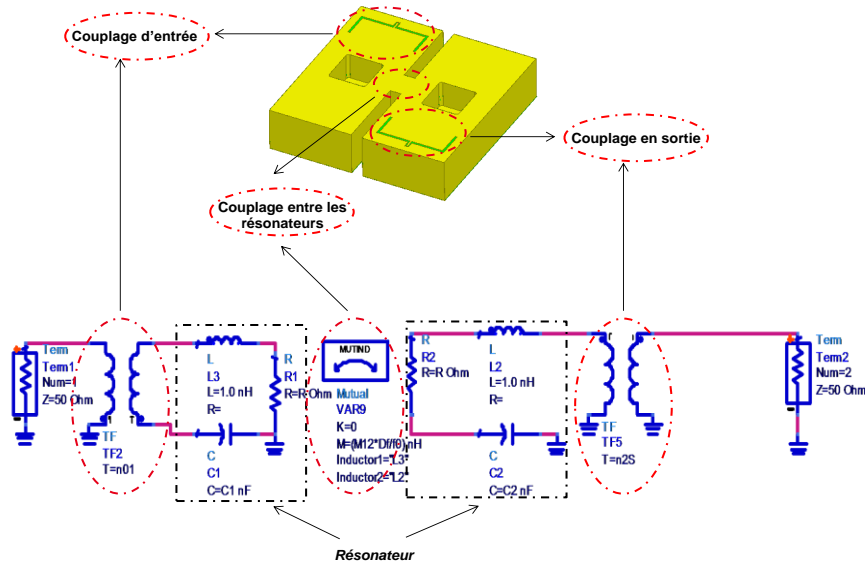 Couplage d'entrée
Couplage en sortie
Couplage entre les
résonateurs
Term
Term1
Num=1
Z=50 Ohm
TF
TF2
T=n01
L
L3
L=1.0 nH
R=
R
R1
R=R Ohm
C
C1
C=C1 nF
MUTIND
Mutual
VAR9
K=0
M=(M12*Df/f0) nH
Inductor1="L3"
Inductor2="L2"
R
R2
R=R Ohm
L
L2
L=1.0 nH
R=
C
C2
C=C2 nF
TF
TF5
T=n2S
Term
Term2
Num=2
Z=50 Ohm
Résonateur